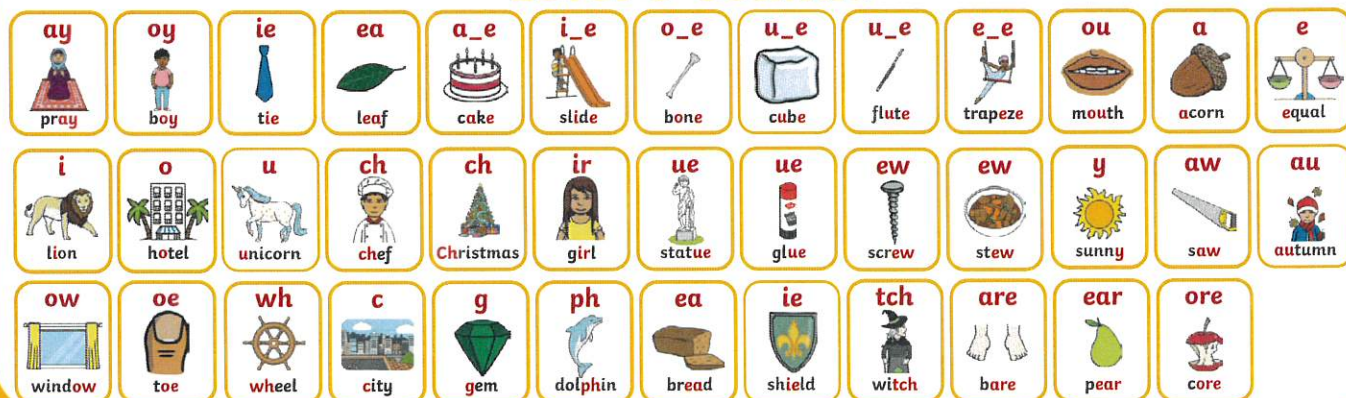 ay oy ie ea a_e i_e o_e u_e u_e e_e ou a e
pray boy tie leaf cake slide bone cube flute trapeze mouth acorn equal
i o u ch ch ir ue ue ew ew y aw au
lion hotel unicorn chef Christmas girl statue glue screw stew sunny saw autumn
ow oe wh c g ph ea ie tch are ear ore
window toe wheel city gem dolphin bread shield witch bare pear core